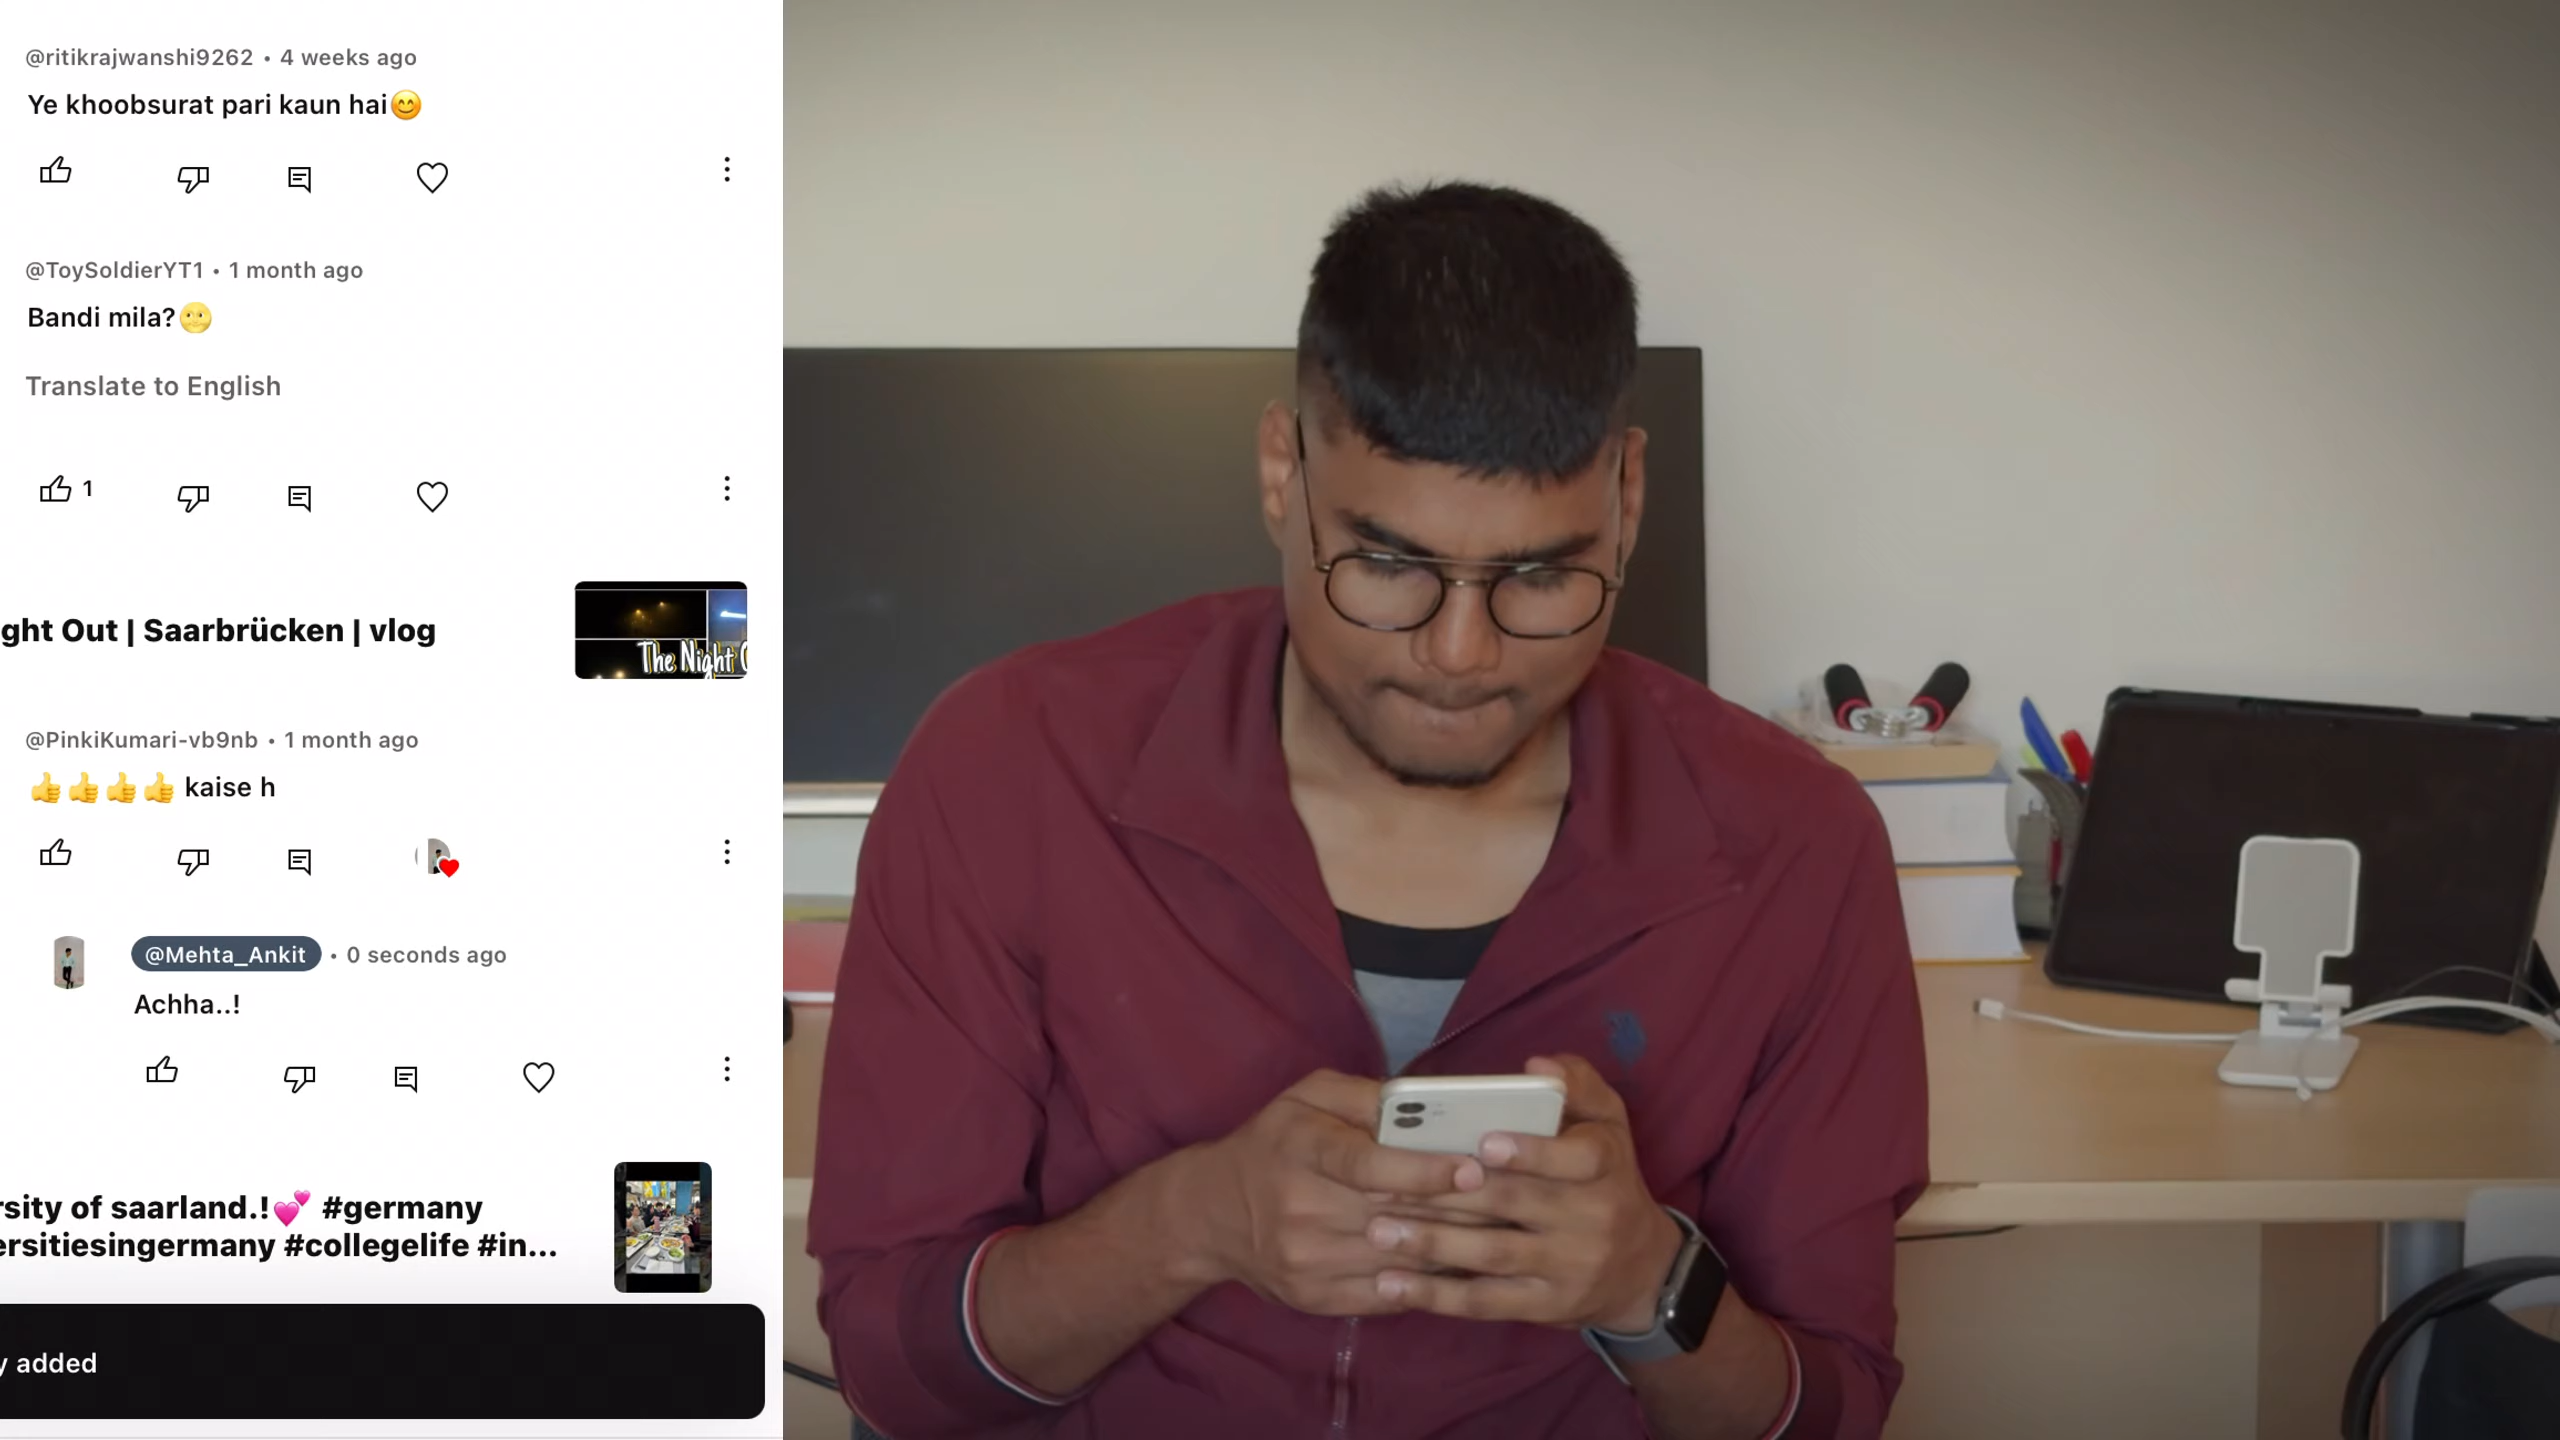 @ritikrajwanshi9262 • 4 weeks ago
Ye khoobsurat pari kaun hai😊
@ToySoldierYT1 • 1 month ago
Bandi mila?🌝
Translate to English
1
ght Out | Saarbrücken | vlog
The Night
@PinkiKumari-vb9nb • 1 month ago
👍👍👍👍 kaise h
@Mehta_Ankit • 0 seconds ago
Achha..!
rsity of saarland.!💕 #germany
ersitiesingermany #collegelife #in...
y added